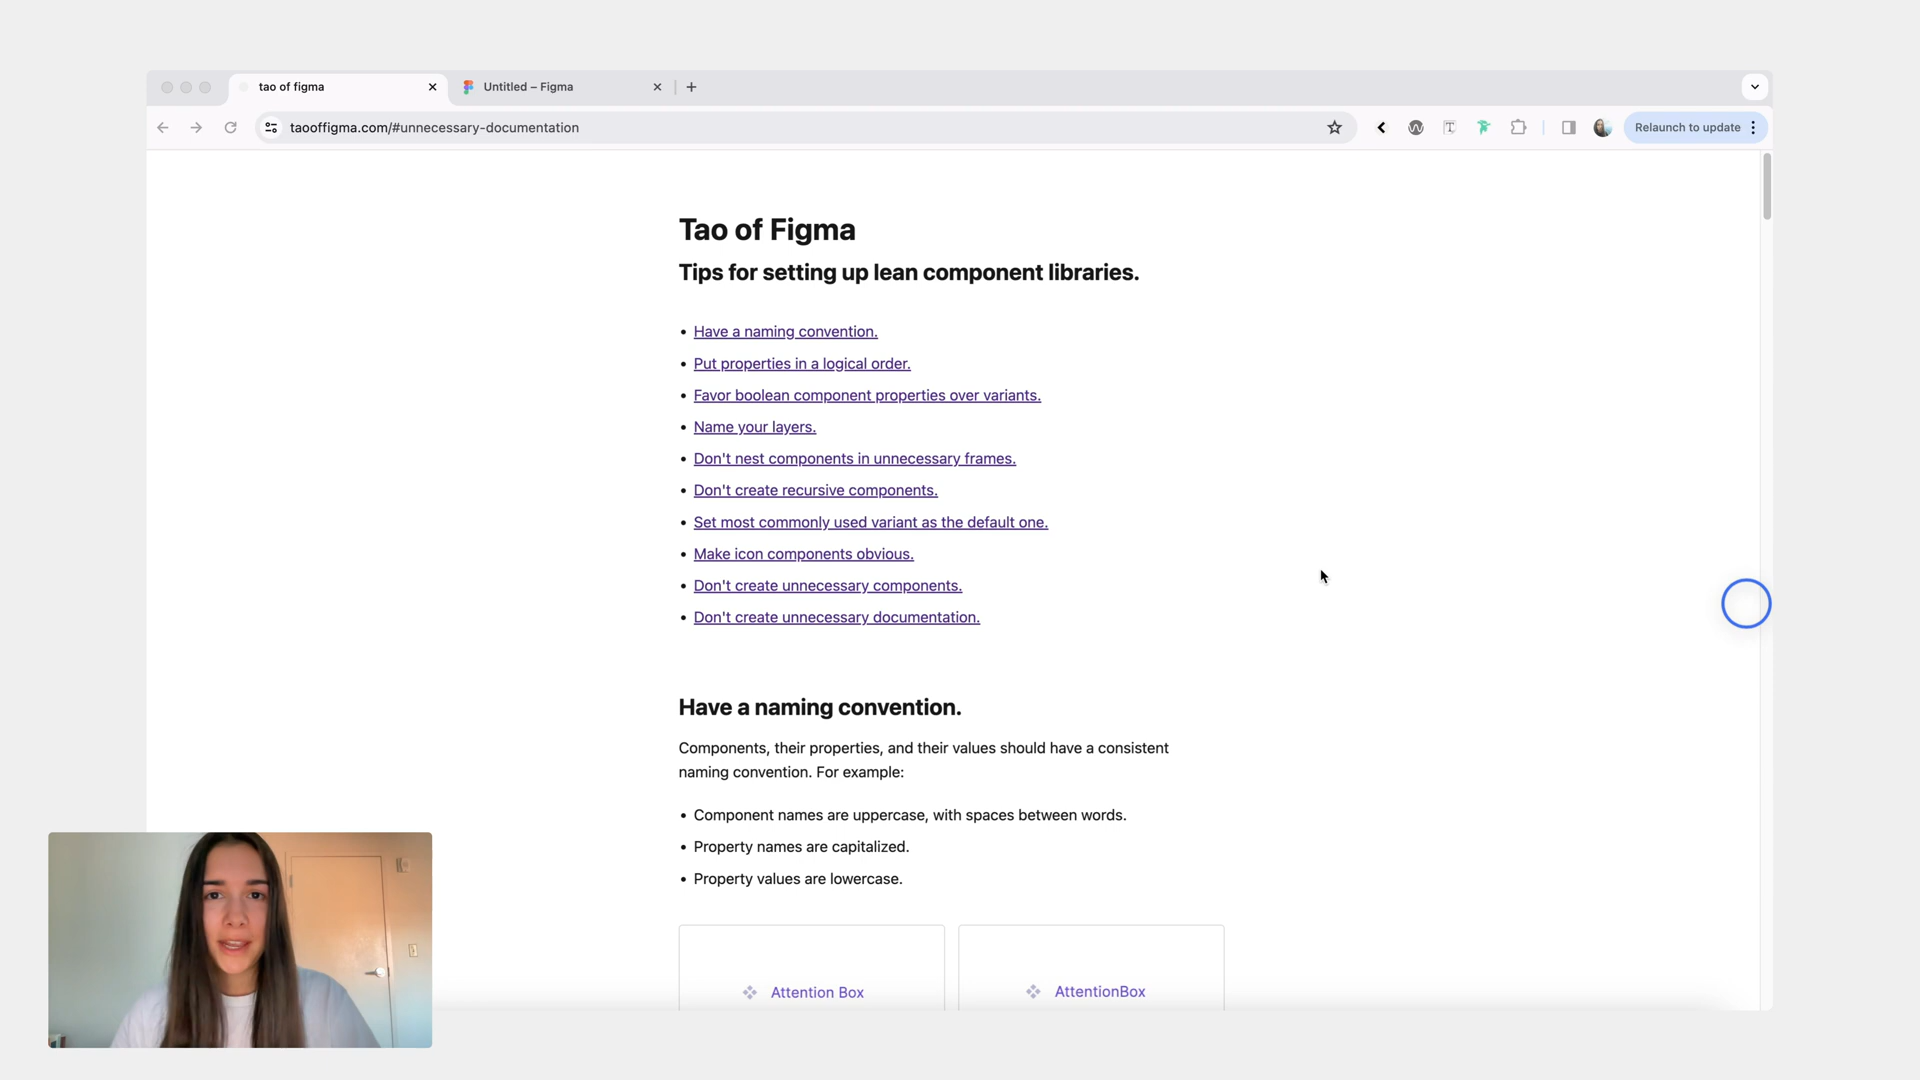 tao of figma
Untitled – Figma
taooffigma.com/#unnecessary-documentation
Relaunch to update
Tao of Figma
Tips for setting up lean component libraries.
• Have a naming convention.
• Put properties in a logical order.
• Favor boolean component properties over variants.
• Name your layers.
• Don't nest components in unnecessary frames.
• Don't create recursive components.
• Set most commonly used variant as the default one.
• Make icon components obvious.
• Don't create unnecessary components.
• Don't create unnecessary documentation.
Have a naming convention.
Components, their properties, and their values should have a consistent
naming convention. For example:
• Component names are uppercase, with spaces between words.
• Property names are capitalized.
• Property values are lowercase.
Attention Box
AttentionBox